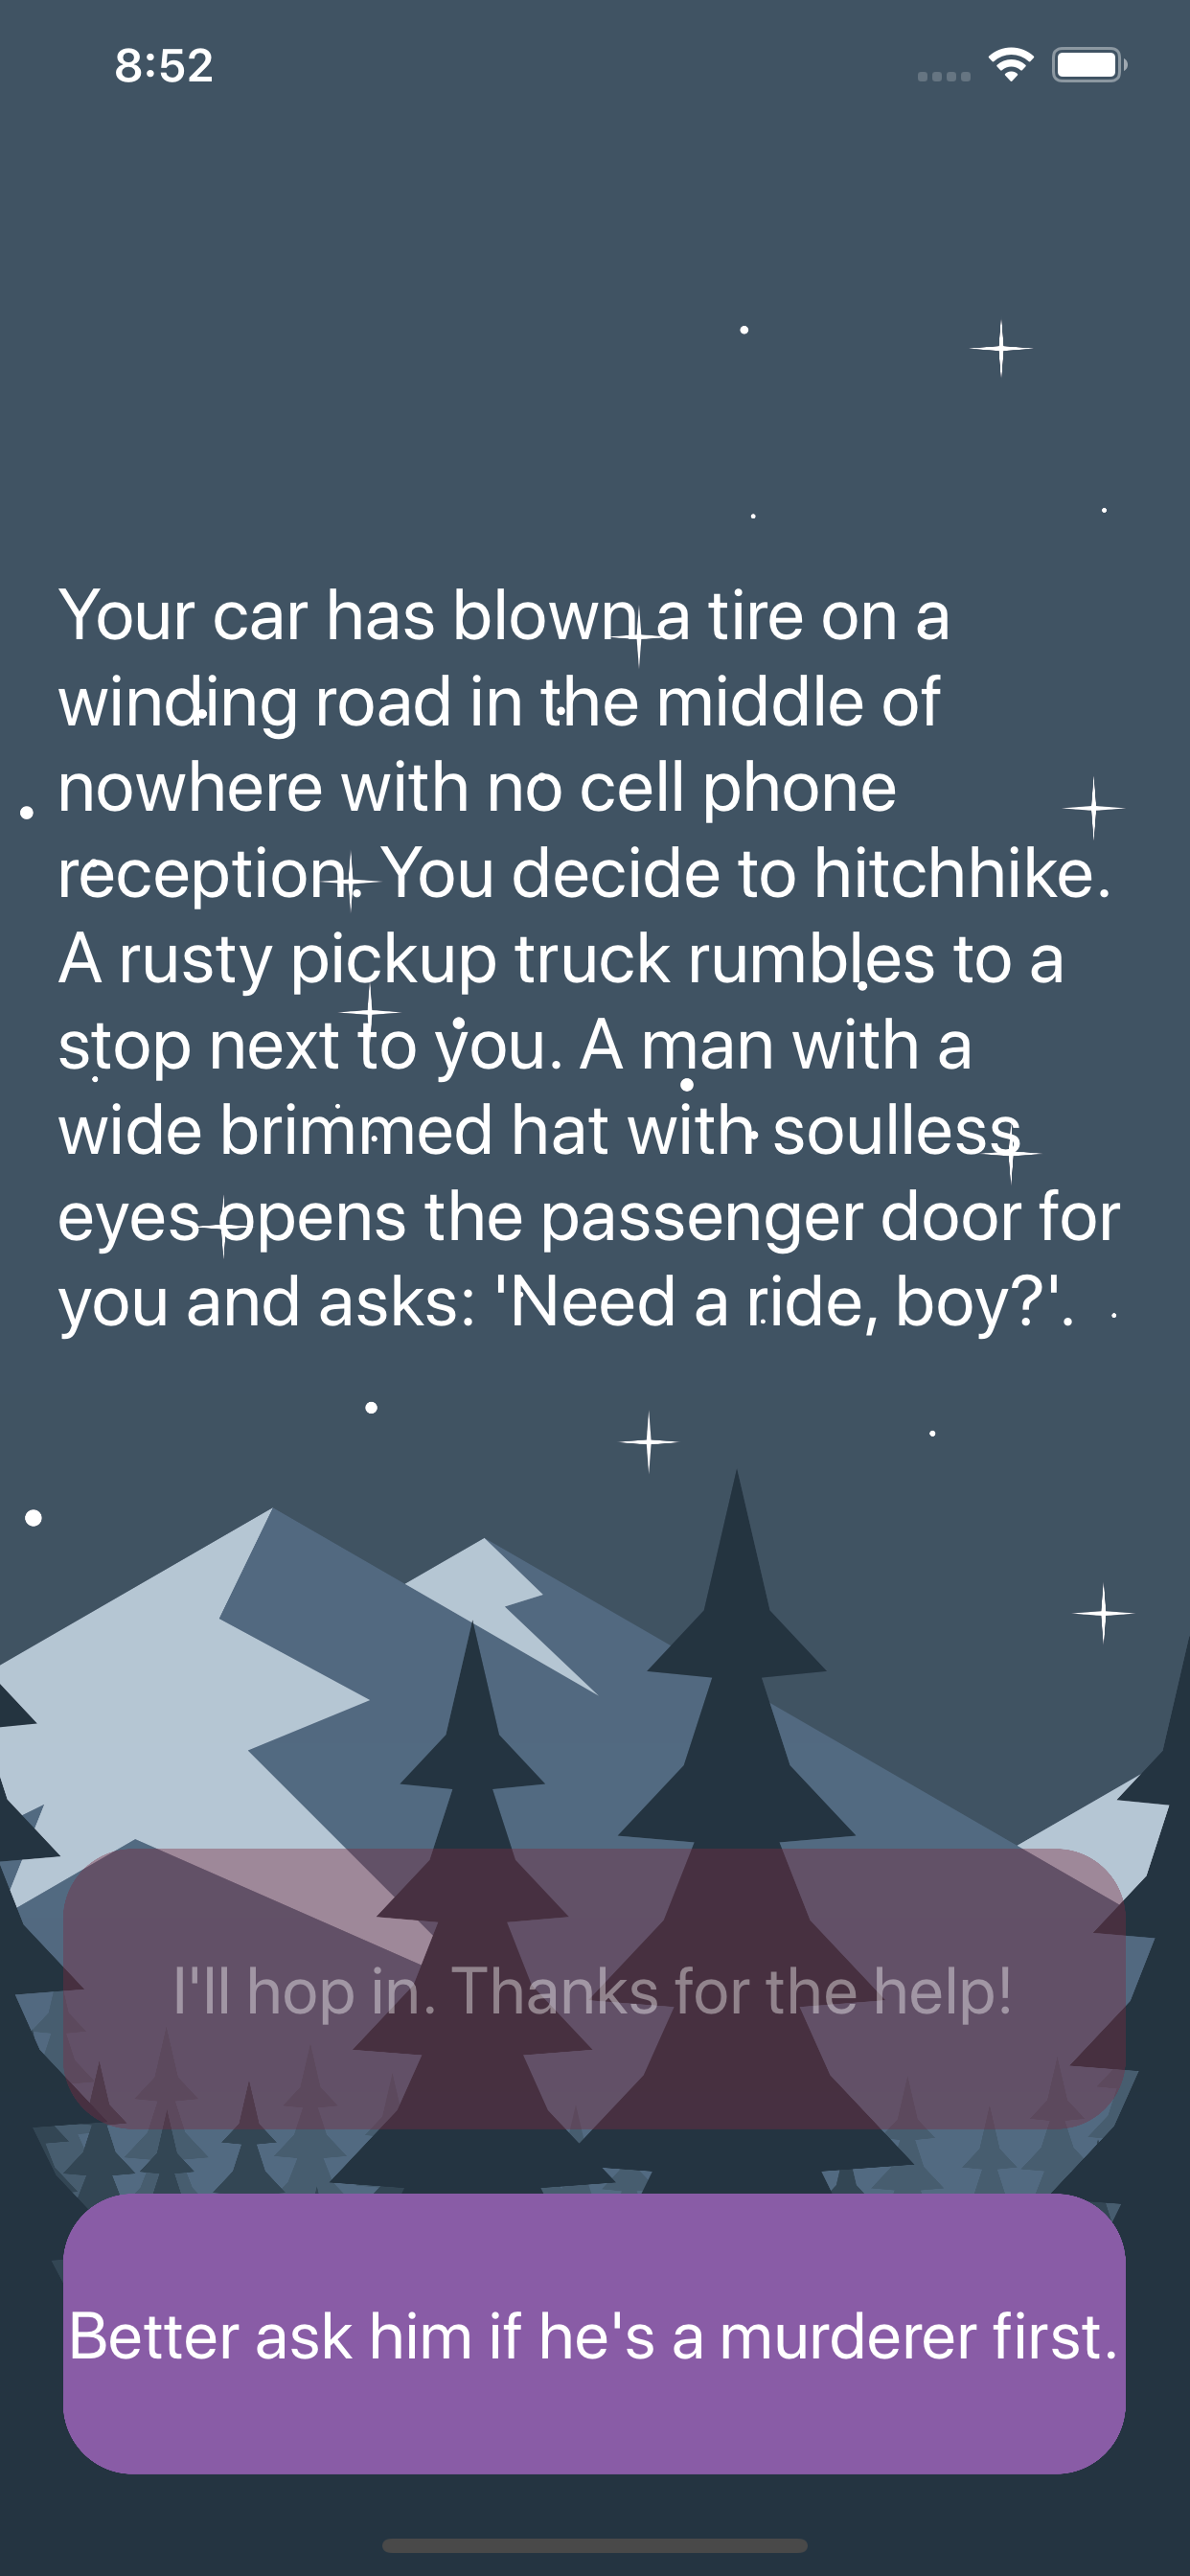 8:52
Your car has blown a tire on a
winding road in the middle of
nowhere with no cell phone
reception. You decide to hitchhike.
A rusty pickup truck rumbles to a
stop next to you. A man with a
wide brimmed hat with soulless
eyes opens the passenger door for
you and asks: 'Need a ride, boy?'.
I'll hop in. Thanks for the help!
Better ask him if he's a murderer first.